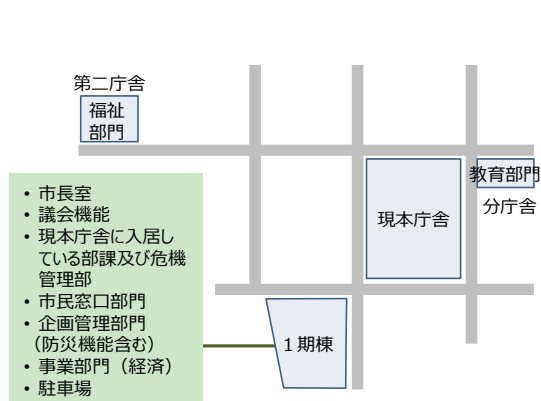 第二庁舎
福祉
部門
教育部門
分庁舎
現本庁舎
• 市長室
• 議会機能
• 現本庁舎に入居し
ている部課及び危機
管理部
• 市民窓口部門
• 企画管理部門
（防災機能含む）
• 事業部門（経済）
• 駐車場
１期棟